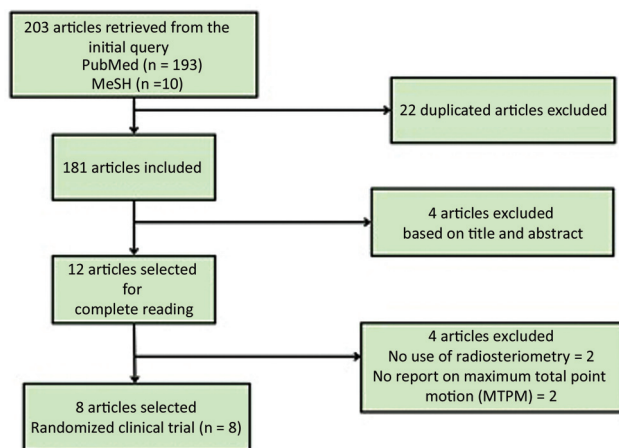 203 articles retrieved from the
initial query
PubMed (n = 193)
MeSH (n =10)
22 duplicated articles excluded
181 articles included
4 articles excluded
based on title and abstract
12 articles selected
for
complete reading
4 articles excluded
No use of radiosteriometry = 2
No report on maximum total point
motion (MTPM) = 2
8 articles selected
Randomized clinical trial (n = 8)